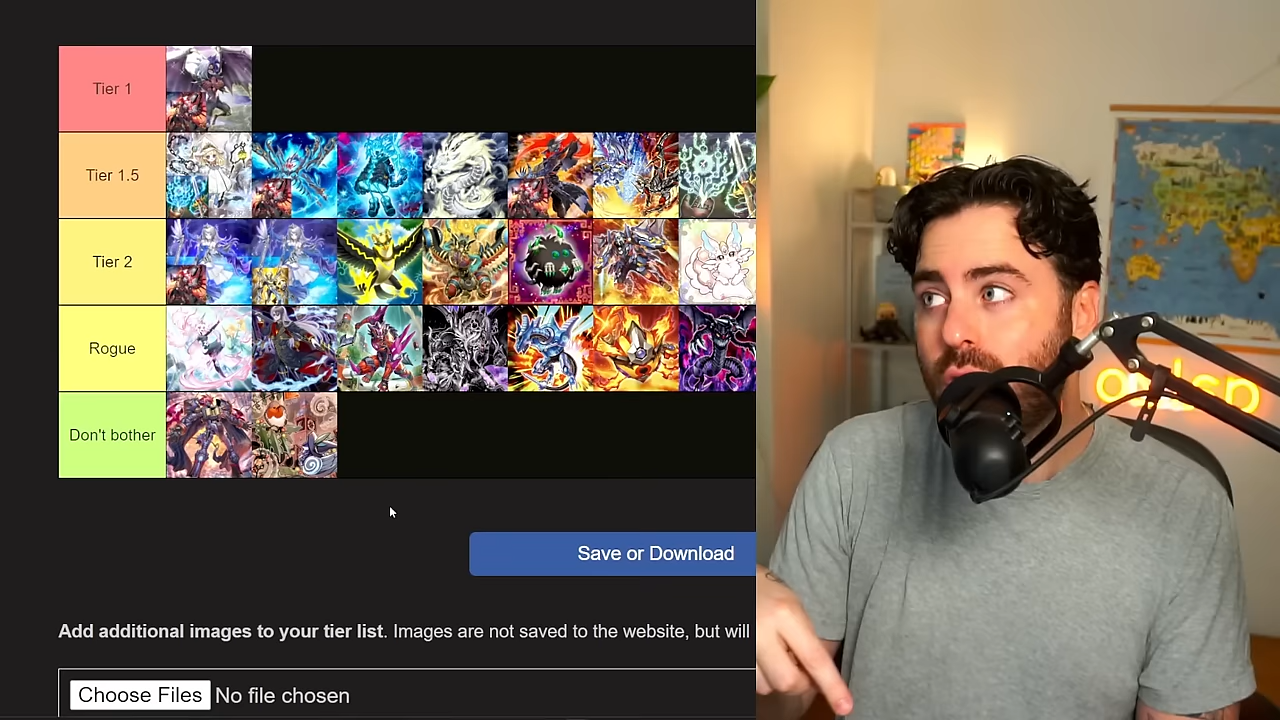 Tier 1
Tier 1.5
Tier 2
Rogue
Don't bother
Save or Download
Add additional images to your tier list. Images are not saved to the website, but will
Choose Files No file chosen